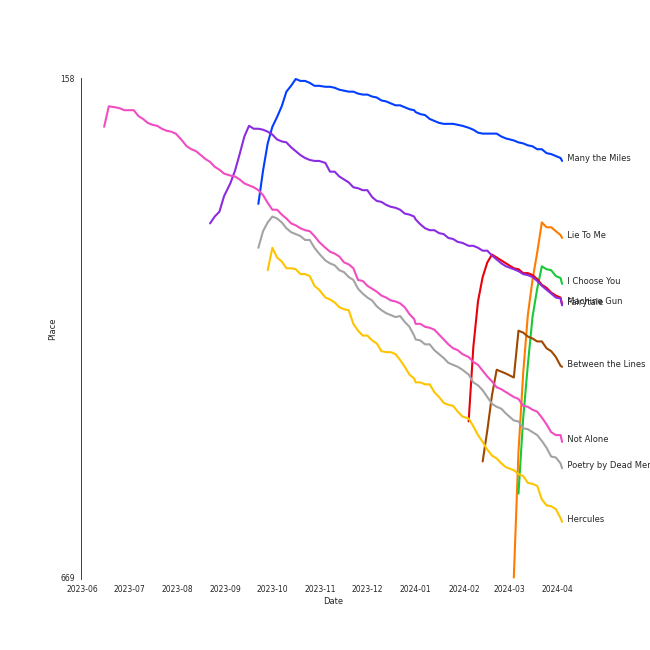 158
Many the Miles
Lie To Me
I Choose You
Machine Gun
Fairytale
Place
Between the Lines
Not Alone
Poetry by Dead Mer
Hercules
669
2023-06 2023-07 2023-08 2023-09 2023-10 2023-11 2023-12 2024-01 2024-02 2024-03 2024-04
Date